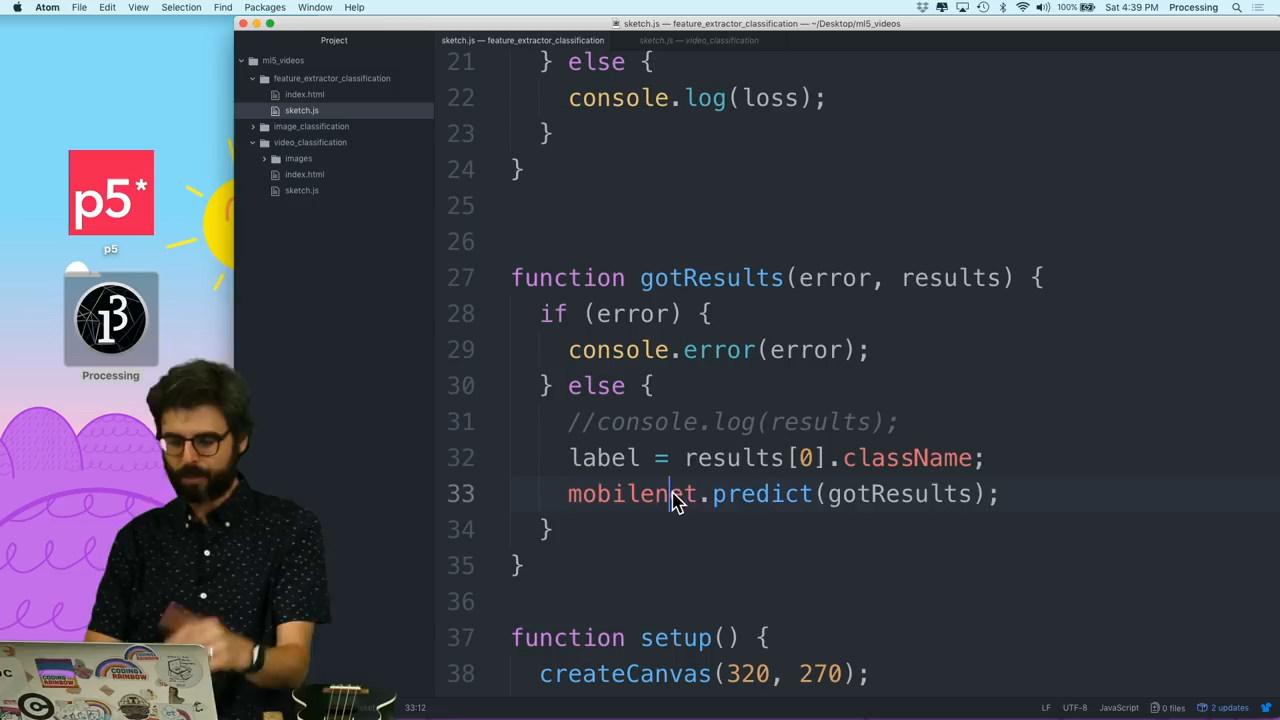 Atom File Edit View Selection Find Packages Window Help
100% Sat 4:39 PM Processing
sketch.js — feature_extractor_classification — ~/Desktop/ml5_videos
Project
sketch.js — feature_extractor_classification
sketch.js — video_classification
ml5_videos
feature_extractor_classification
index.html
sketch.js
image_classification
video_classification
images
index.html
sketch.js
p5*
p5
Processing
21 } else {
22 console.log(loss);
23 }
24 }
25
26
27 function gotResults(error, results) {
28 if (error) {
29 console.error(error);
30 } else {
31 //console.log(results);
32 label = results[0].className;
33 mobilenet.predict(gotResults);
34 }
35 }
36
37 function setup() {
38 createCanvas(320, 270);
33:12
LF UTF-8 JavaScript 0 files 2 updates